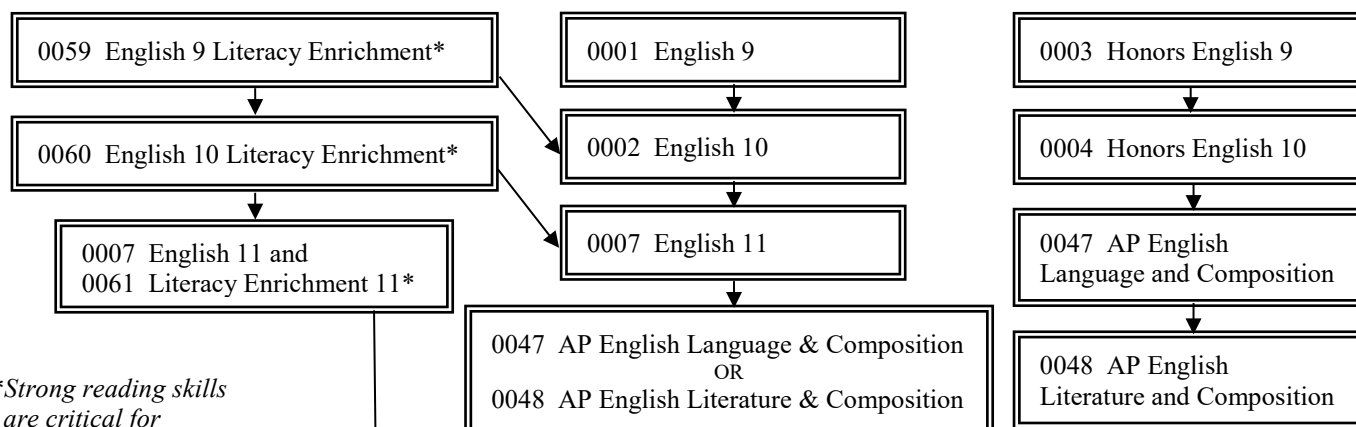 0059 English 9 Literacy Enrichment*
0060 English 10 Literacy Enrichment*
0007 English 11 and
0061 Literacy Enrichment 11*
*Strong reading skills
are critical for
0001 English 9
0002 English 10
0007 English 11
0047 AP English Language & Composition
OR
0048 AP English Literature & Composition
0003 Honors English 9
0004 Honors English 10
0047 AP English
Language and Composition
0048 AP English
Literature and Composition